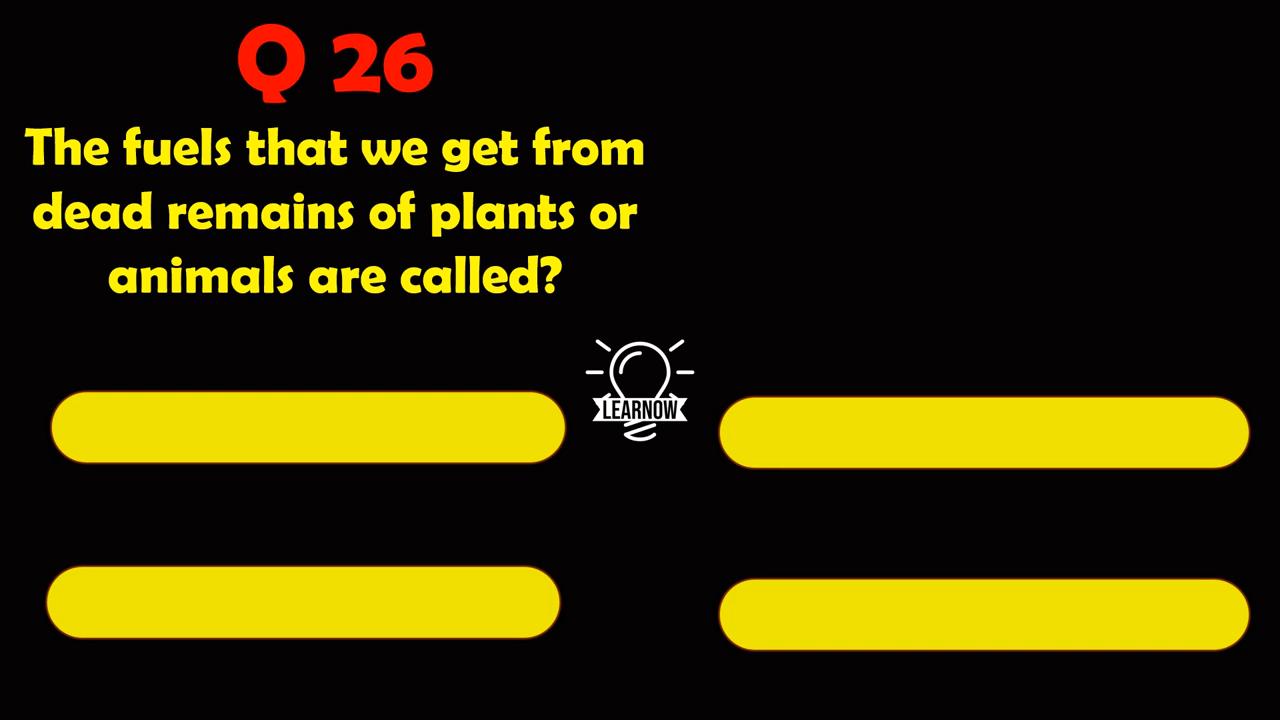 Q 26
The fuels that we get from
dead remains of plants or
animals are called?
LEARNOW